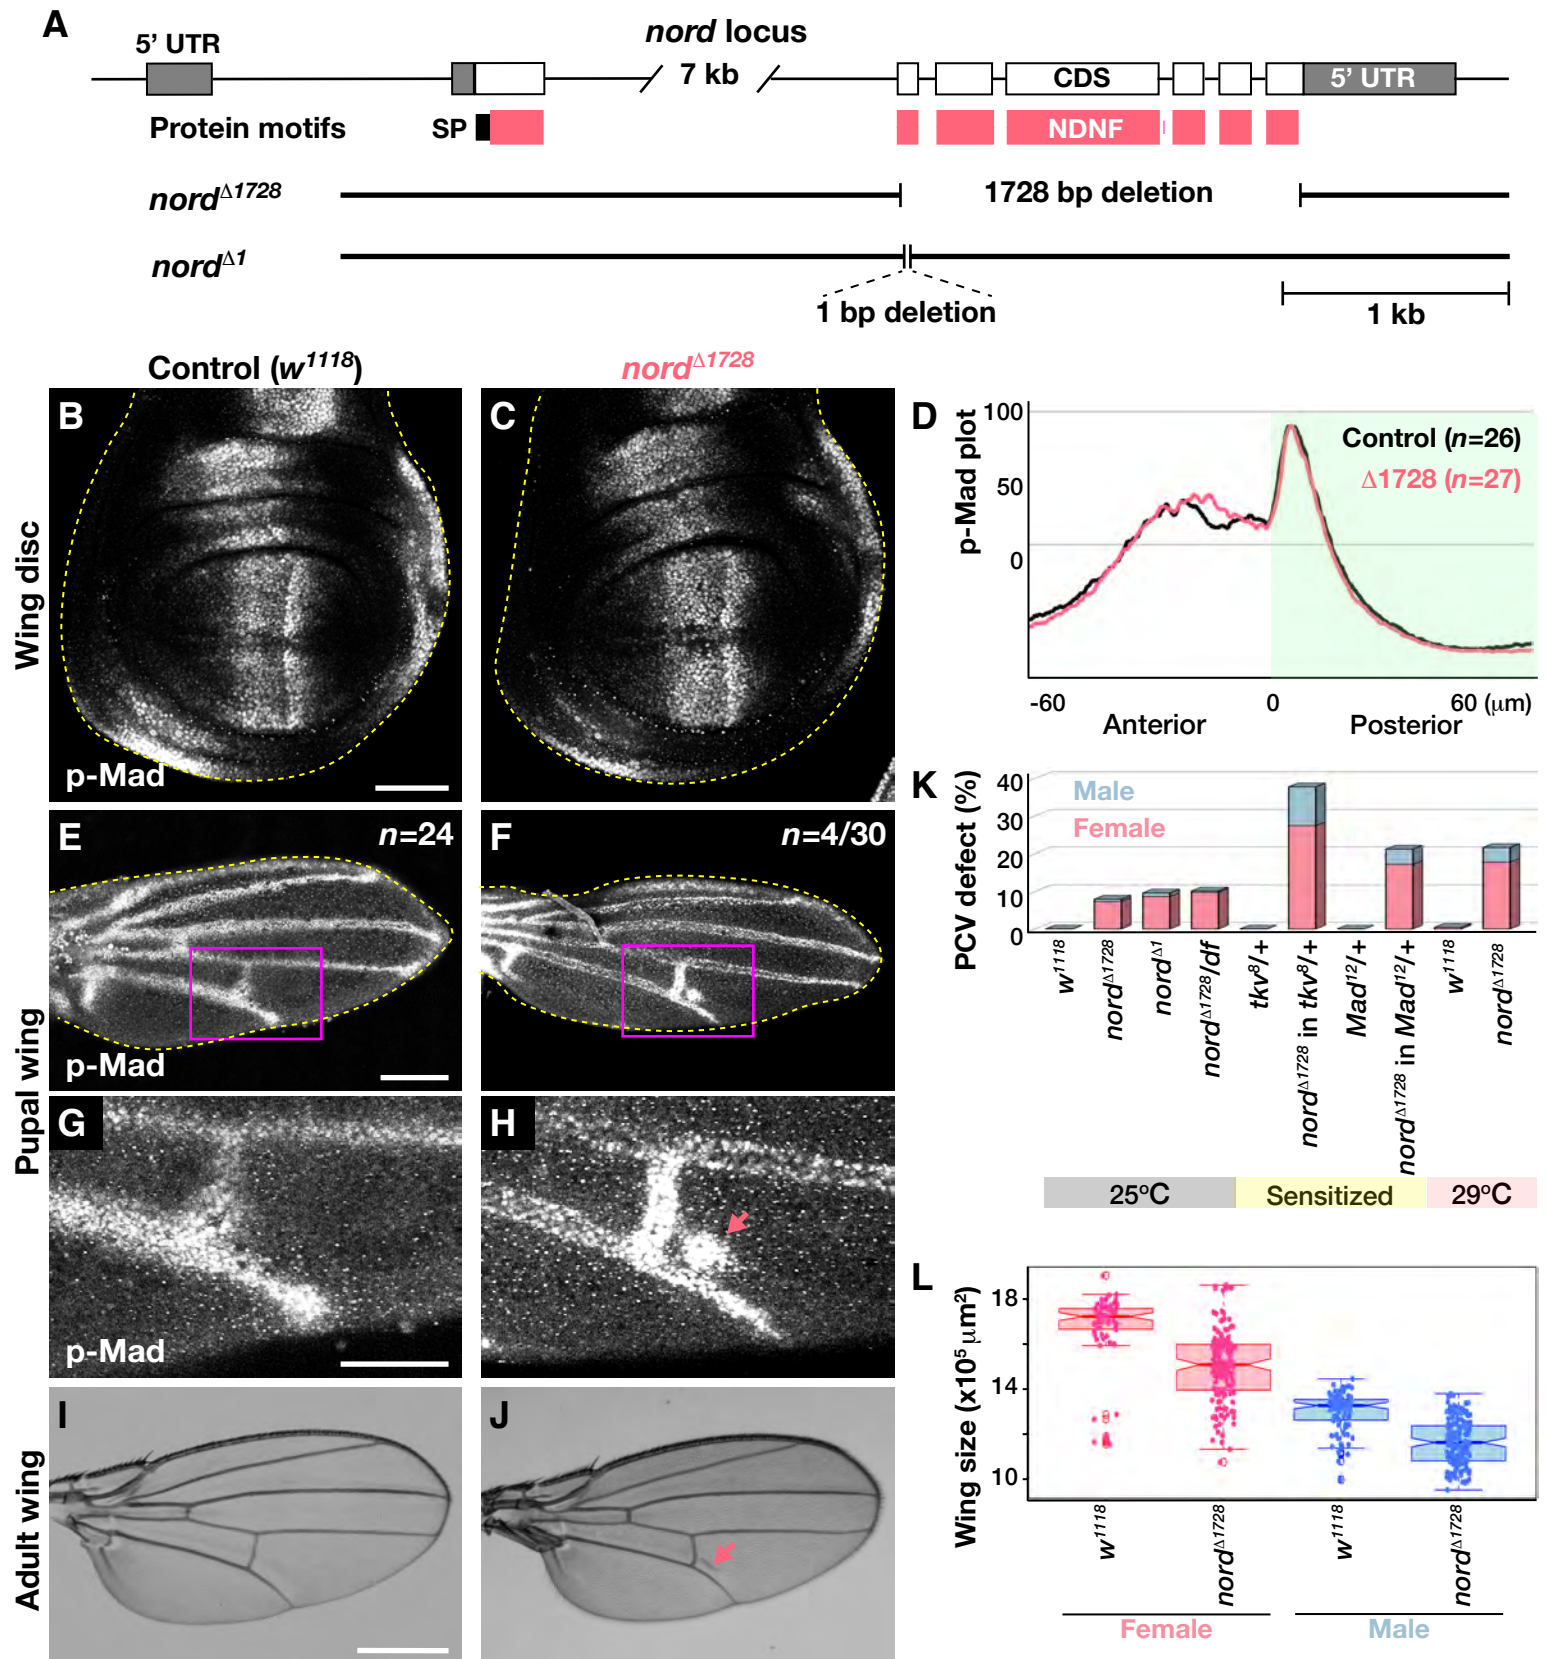 A
nord locus
5’ UTR
7 kb
CDS
5’ UTR
Protein motifs
SP
NDNF
nordΔ1728
1728 bp deletion
nordΔ1
1 bp deletion
1 kb
Control (w1118)
nordΔ1728
Wing disc
B
p-Mad
C
D
p-Mad plot
100
50
0
Control (n=26)
Δ1728 (n=27)
-60
0
60 (μm)
Anterior
Posterior
Pupal wing
E
n=24
p-Mad
F
n=4/30
G
p-Mad
H
Adult wing
I
J
K
PCV defect (%)
40
30
20
10
0
Male
Female
w1118
nordΔ1728
nordΔ1
nordΔ1728/df
tkv8/+
nordΔ1728 in tkv8/+
Mad12/+
nordΔ1728 in Mad12/+
w1118
nordΔ1728
25ºC
Sensitized
29ºC
L
Wing size (x10⁵ μm²)
18
14
10
w1118
nordΔ1728
w1118
nordΔ1728
Female
Male